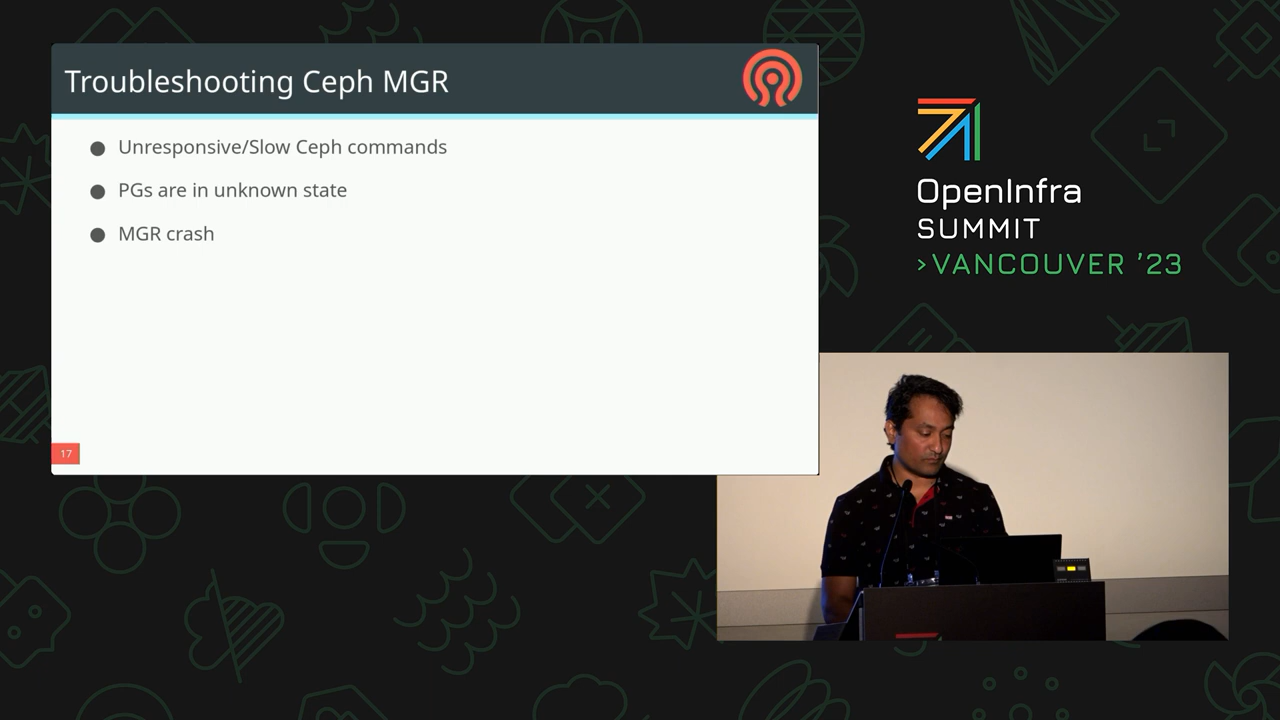 Troubleshooting Ceph MGR
Unresponsive/Slow Ceph commands
PGs are in unknown state
MGR crash
17
OpenInfra
SUMMIT
>VANCOUVER ’23